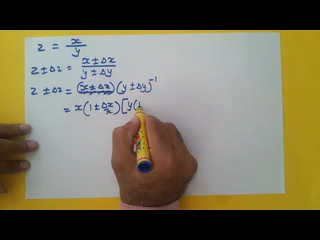 z = x/y
z ± Δz = x ± Δx / y ± Δy
z ± Δz = (x ± Δx) (y ± Δy)⁻¹
= x(1 ± Δx/x) [y(